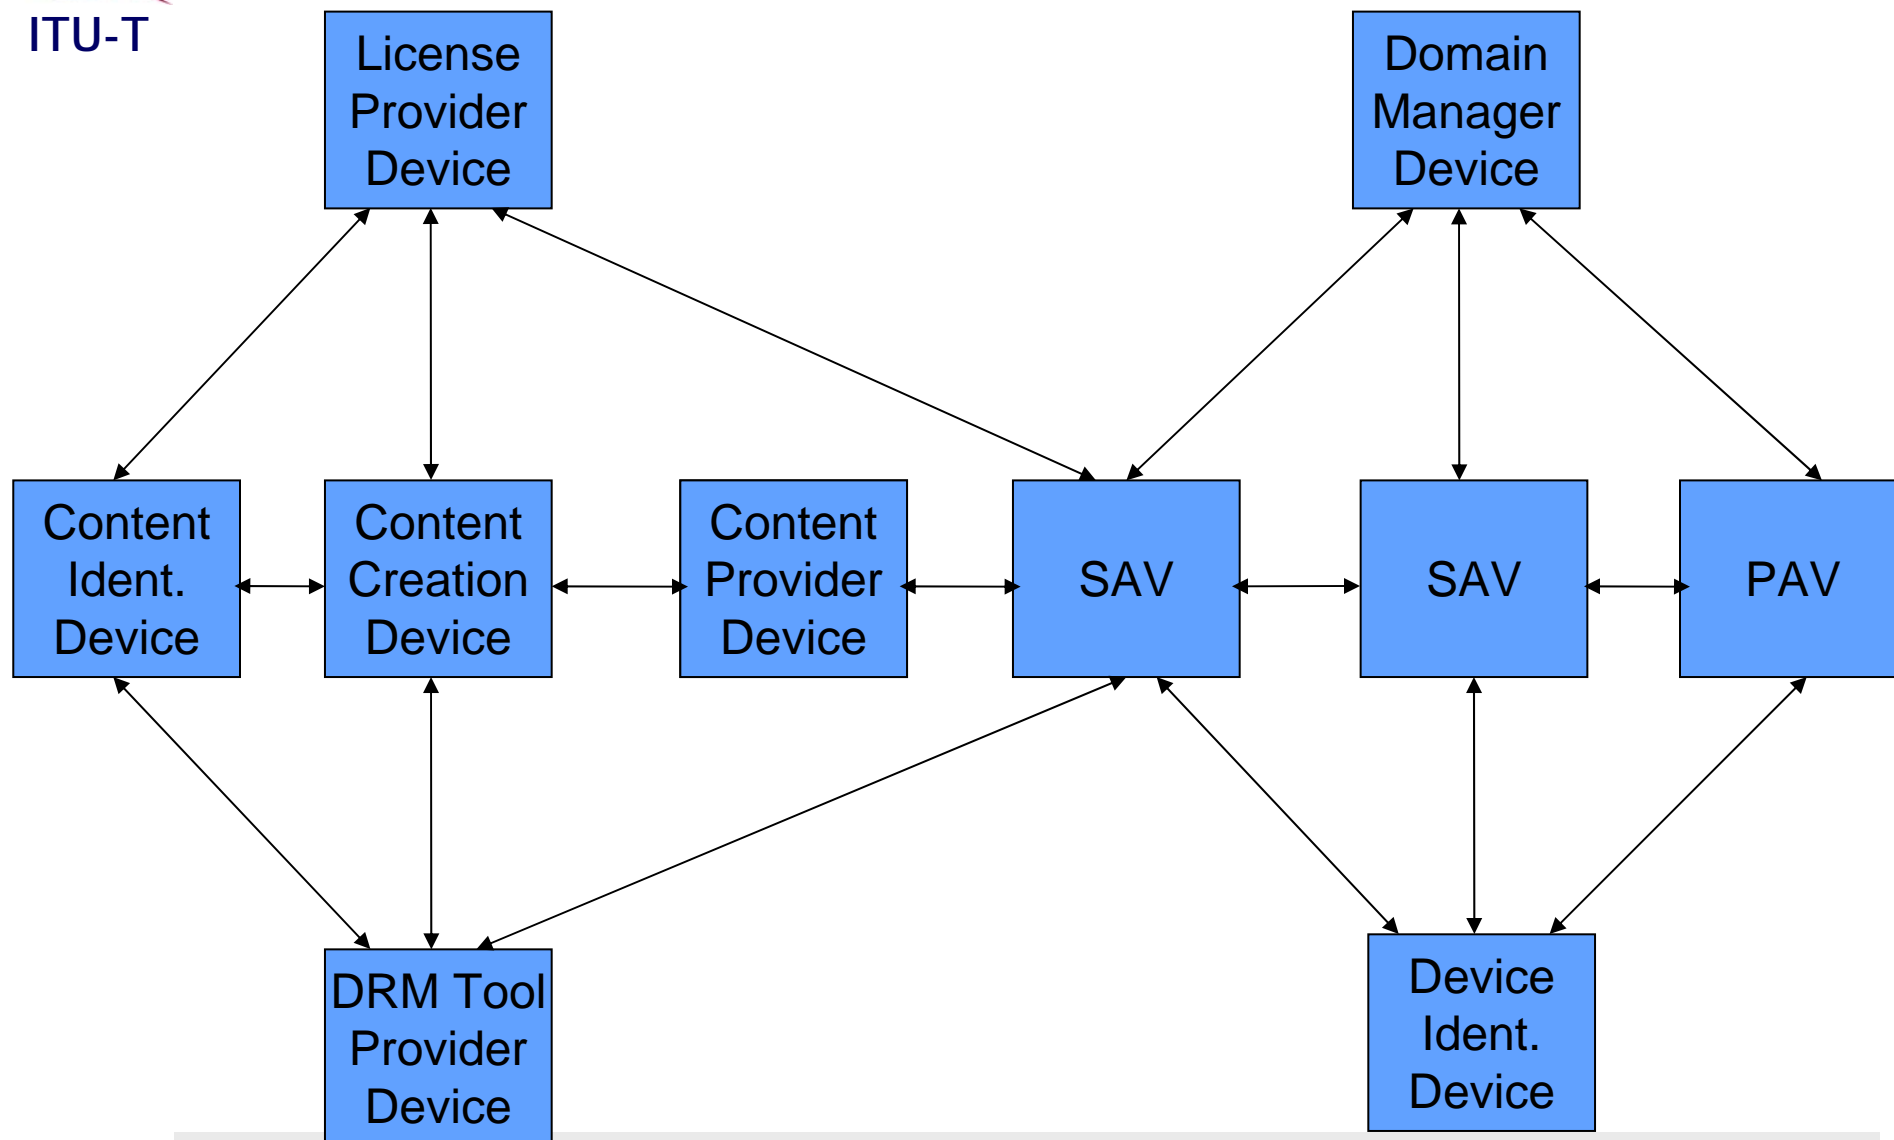 ITU-T
License
Provider
Device
Domain
Manager
Device
Content
Ident.
Device
Content
Creation
Device
Content
Provider
Device
SAV
SAV
PAV
DRM Tool
Provider
Device
Device
Ident.
Device